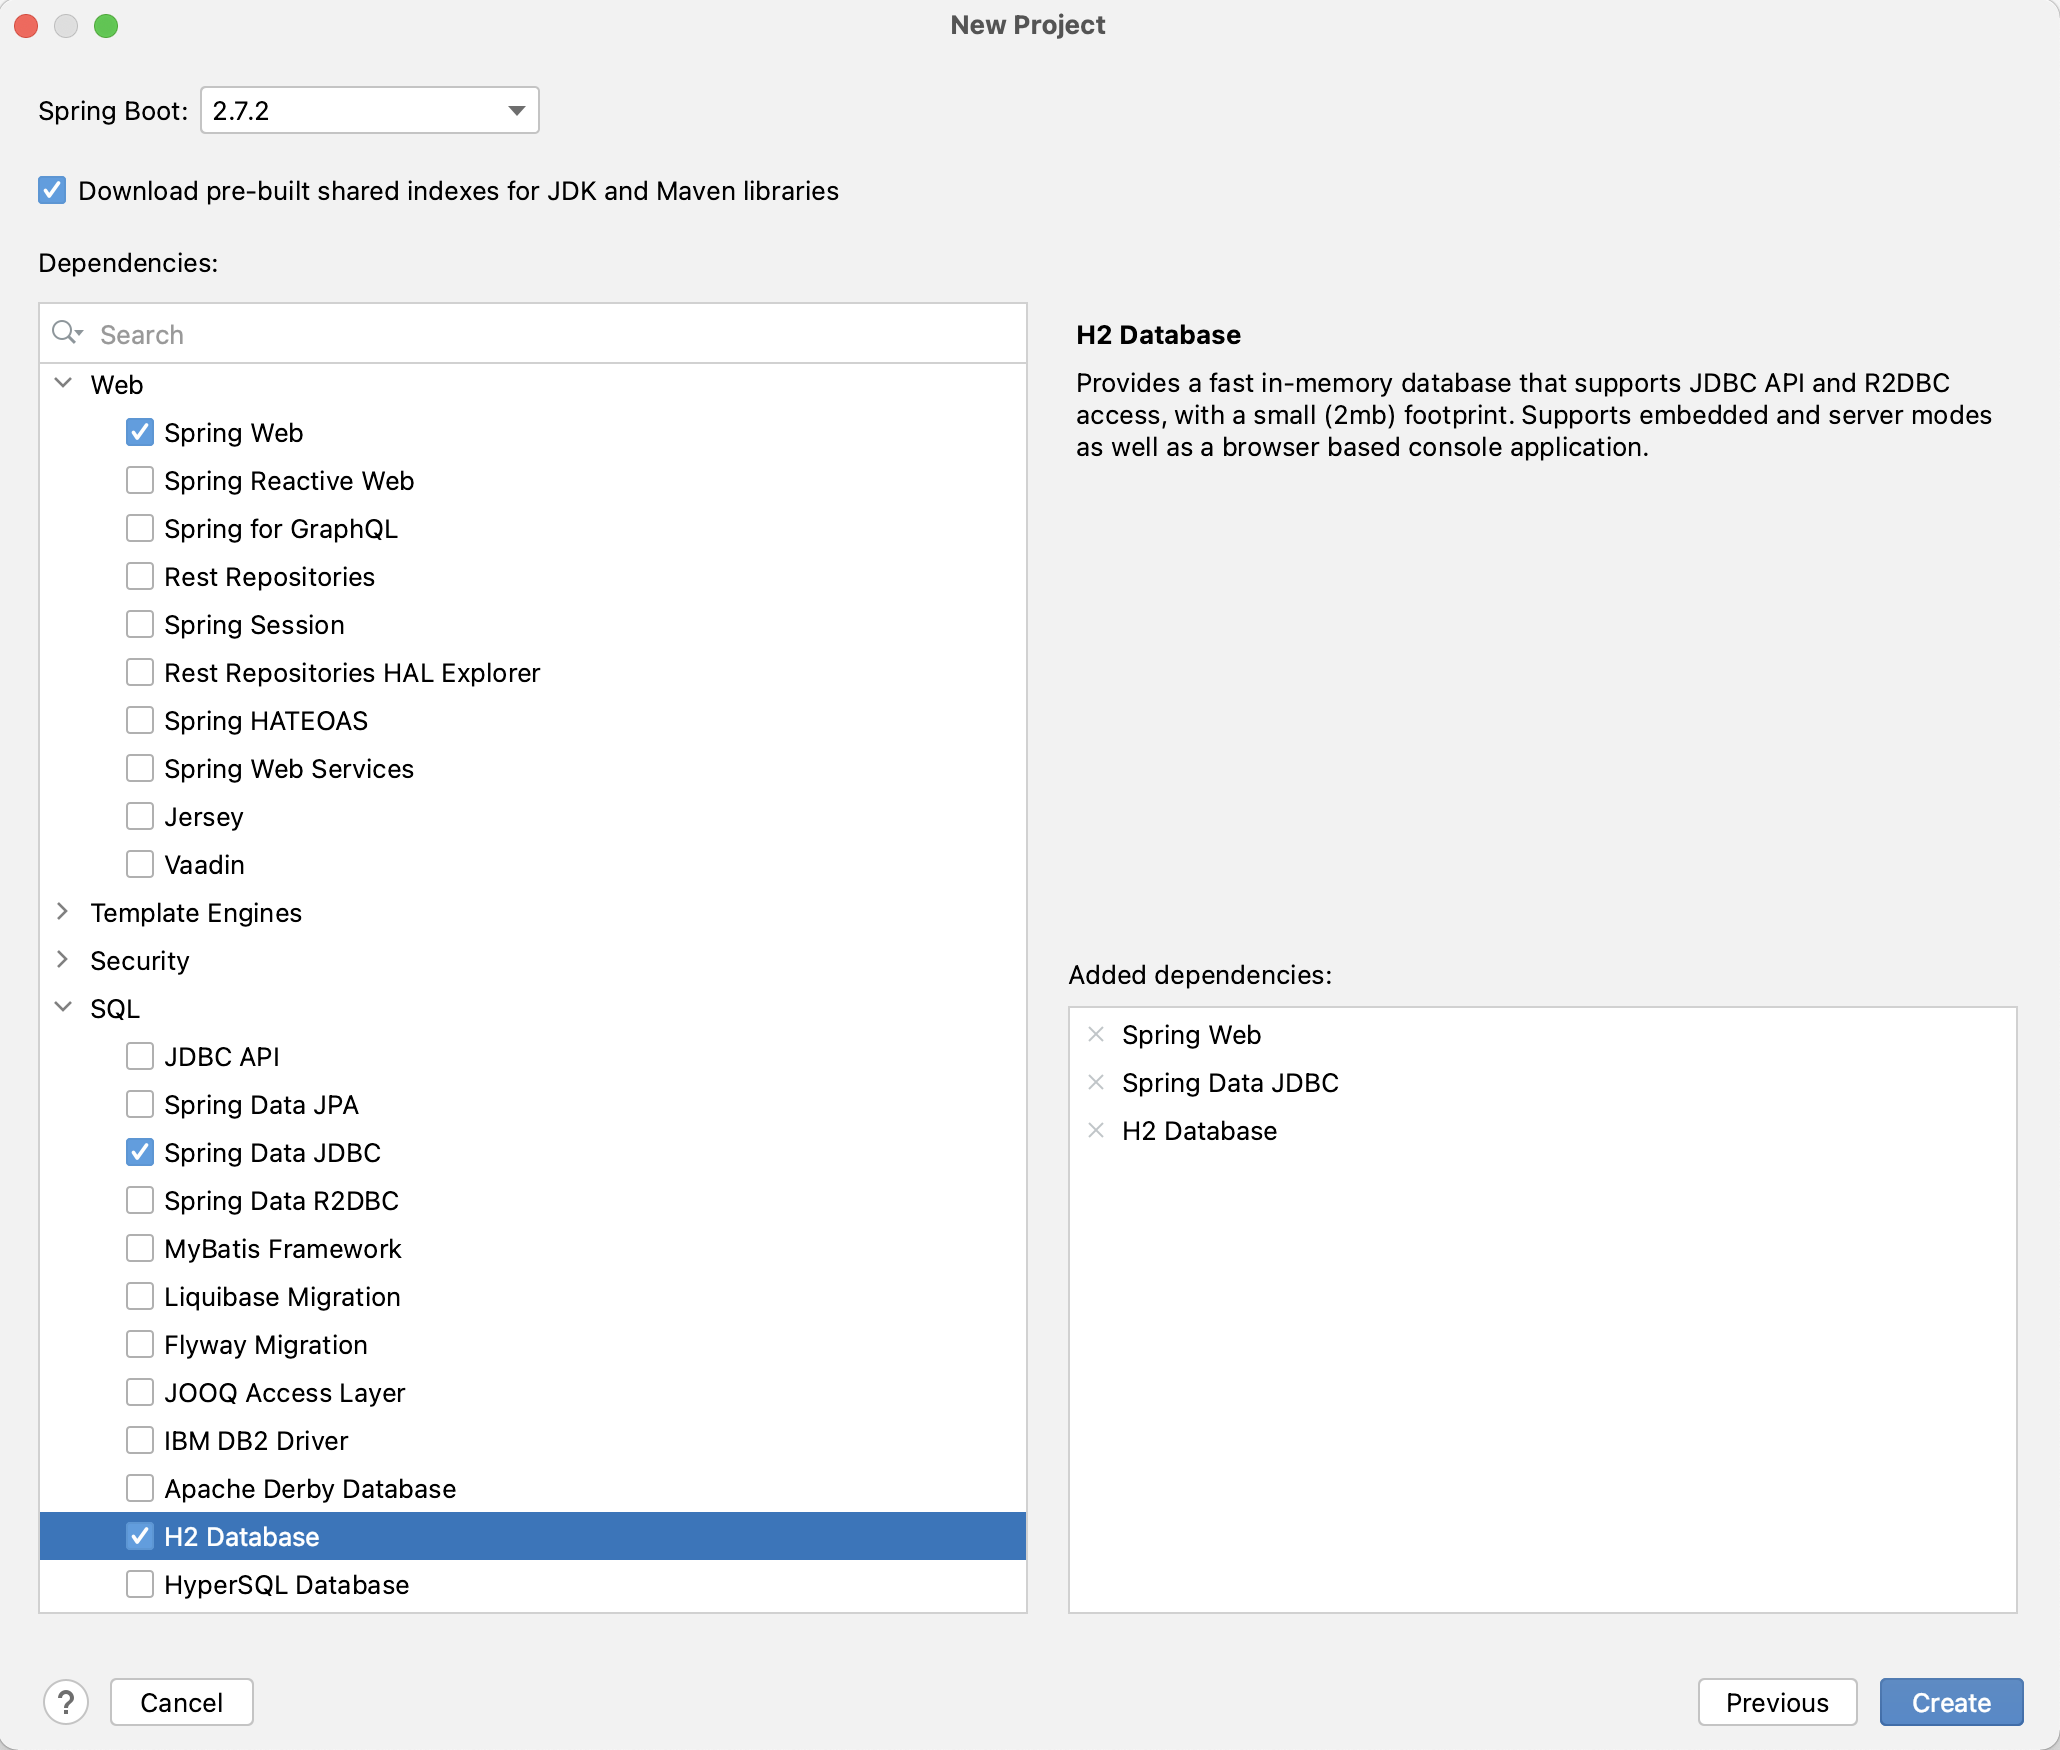 New Project
Spring Boot: 2.7.2
Download pre-built shared indexes for JDK and Maven libraries
Dependencies:
Search
Web
Spring Web
Spring Reactive Web
Spring for GraphQL
Rest Repositories
Spring Session
Rest Repositories HAL Explorer
Spring HATEOAS
Spring Web Services
Jersey
Vaadin
Template Engines
Security
SQL
JDBC API
Spring Data JPA
Spring Data JDBC
Spring Data R2DBC
MyBatis Framework
Liquibase Migration
Flyway Migration
JOOQ Access Layer
IBM DB2 Driver
Apache Derby Database
H2 Database
HyperSQL Database
H2 Database
Provides a fast in-memory database that supports JDBC API and R2DBC
access, with a small (2mb) footprint. Supports embedded and server modes
as well as a browser based console application.
Added dependencies:
Spring Web
Spring Data JDBC
H2 Database
? Cancel
Previous
Create